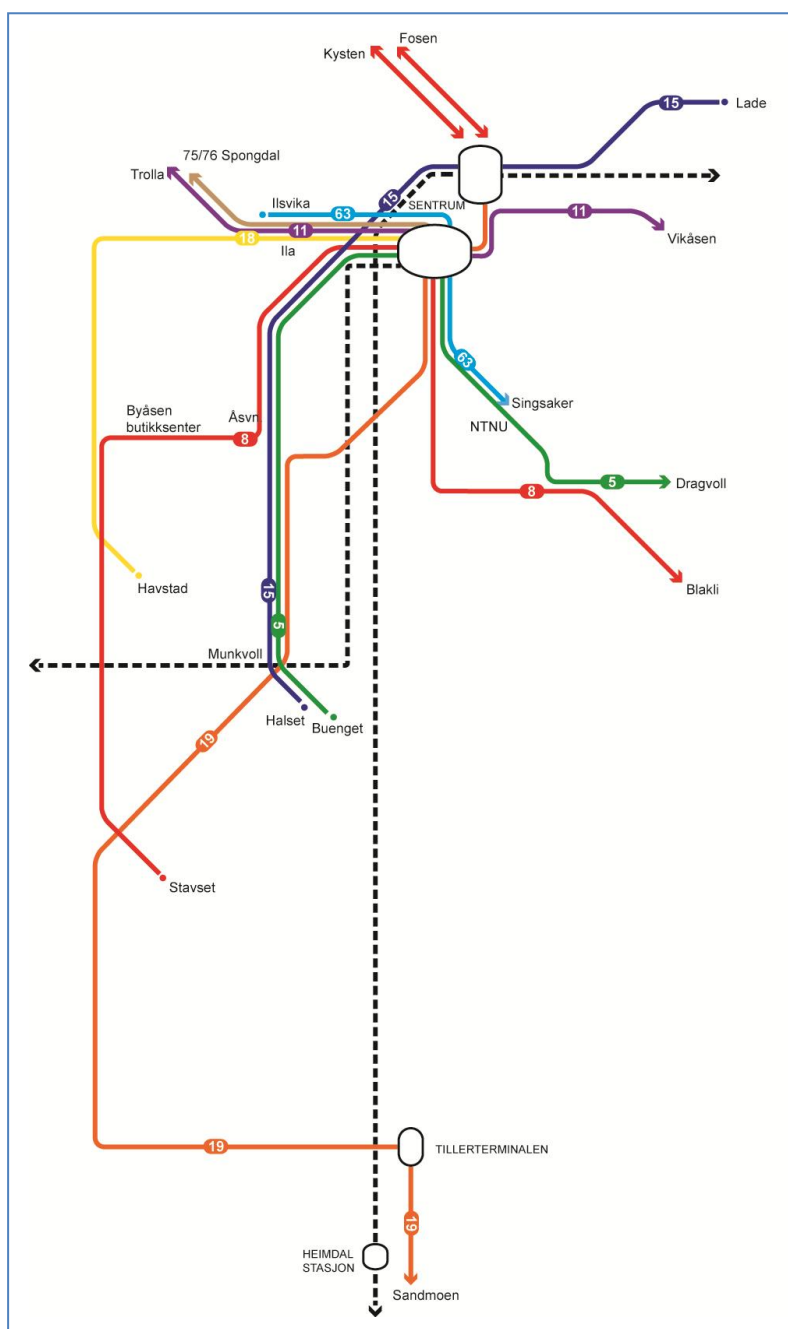 Fosen
Kysten
15
Lade
75/76 Spongdal
Trolla
15
Ilsvika
63
SENTRUM
11
11
18
Ila
Vikåsen
63
Singsaker
Byåsen
butikksenter
Åsvn
8
NTNU
5
Dragvoll
8
Havstad
15
Blakli
5
Munkvoll
Halset
Buenget
19
Stavset
19
TILLERTERMINALEN
19
HEIMDAL
STASJON
Sandmoen